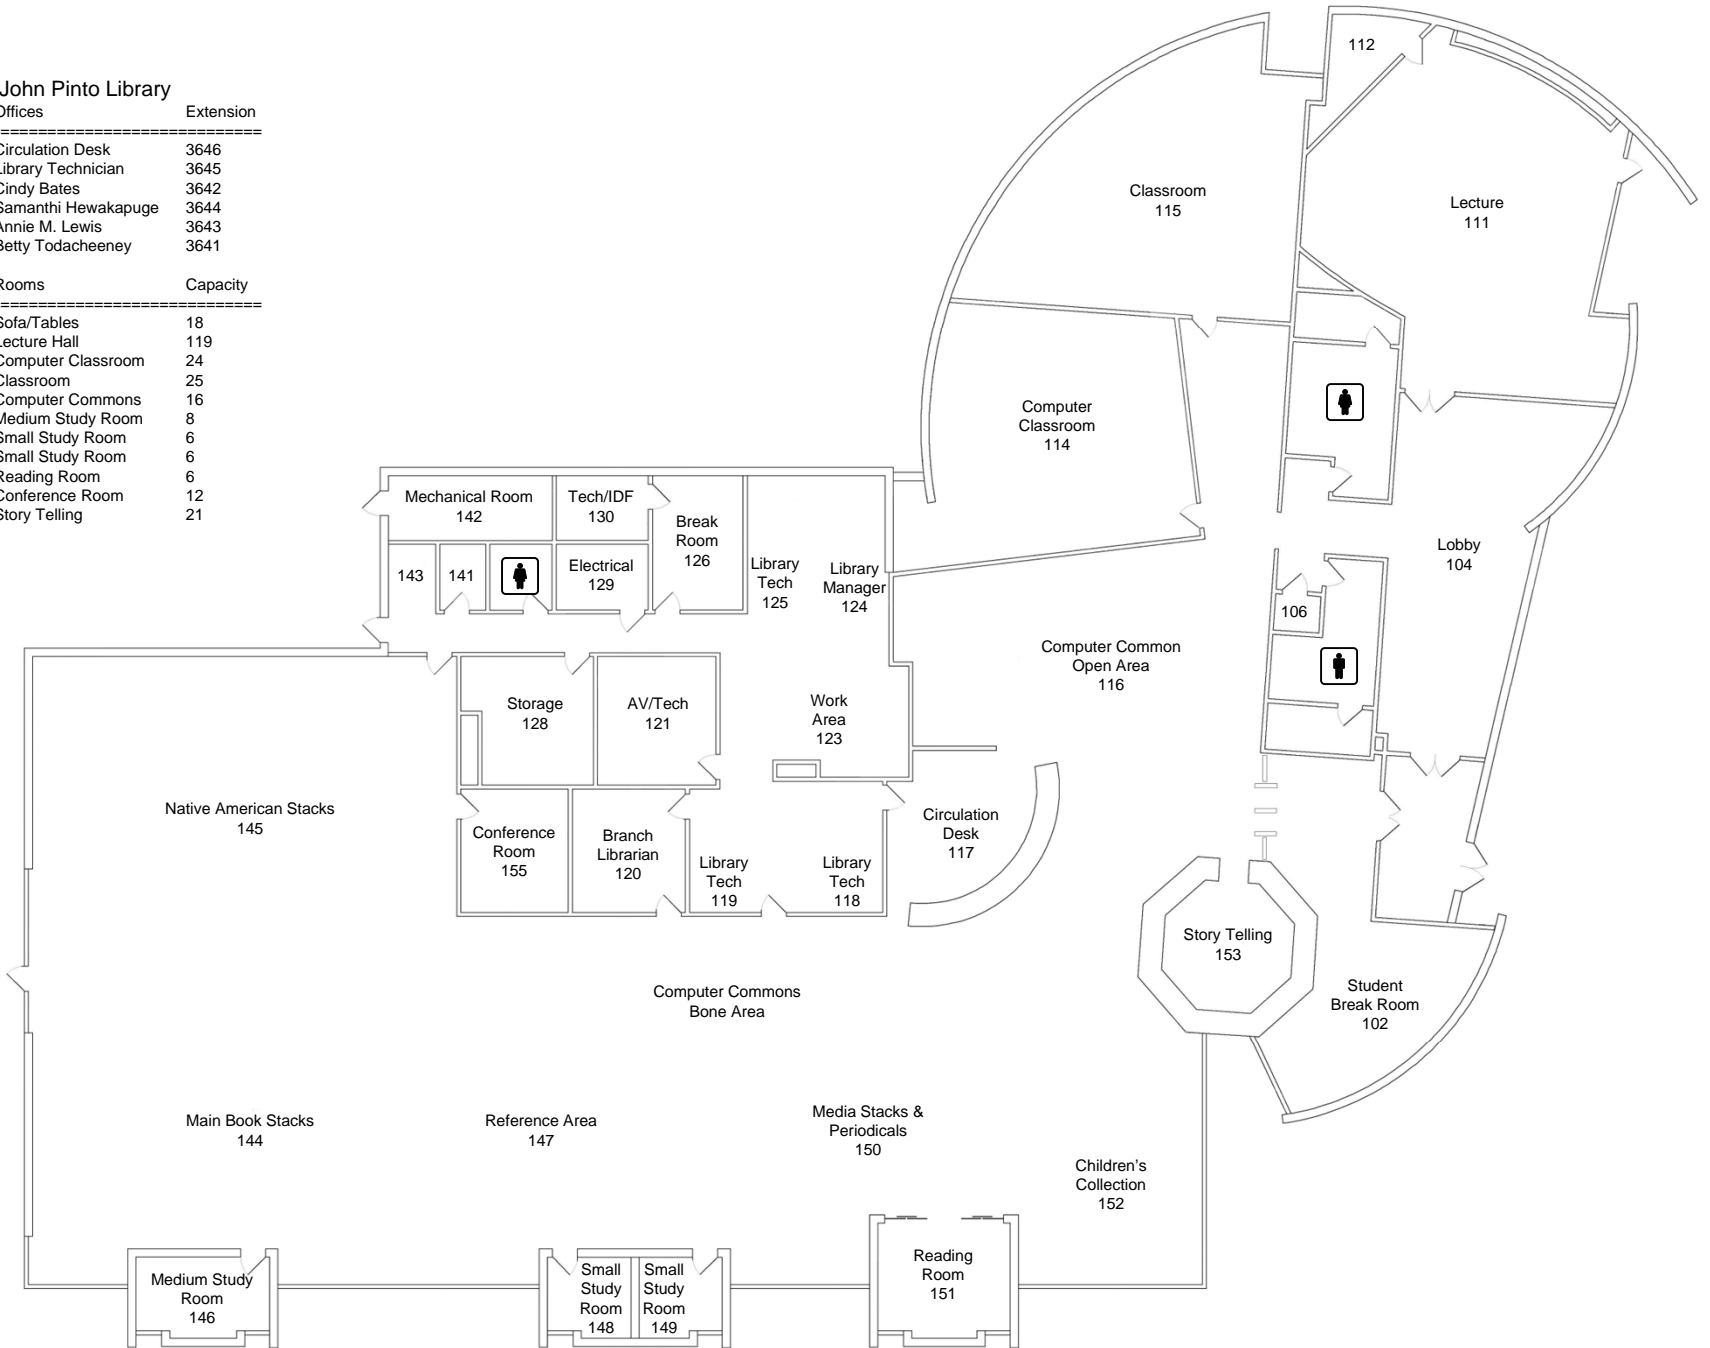 John Pinto Library
Offices Extension
============================
Circulation Desk 3646
Library Technician 3645
Cindy Bates 3642
Samanthi Hewakapuge 3644
Annie M. Lewis 3643
Betty Todacheeney 3641
Rooms Capacity
============================
Sofa/Tables 18
Lecture Hall 119
Computer Classroom 24
Classroom 25
Computer Commons 16
Medium Study Room 8
Small Study Room 6
Small Study Room 6
Reading Room 6
Conference Room 12
Story Telling 21
112
Classroom
115
Lecture
111
Computer
Classroom
114
Mechanical Room
142
Tech/IDF
130
Break
Room
126
143
141
Electrical
129
Library
Tech
125
Library
Manager
124
Lobby
104
106
Computer Common
Open Area
116
Storage
128
AV/Tech
121
Work
Area
123
Native American Stacks
145
Conference
Room
155
Branch
Librarian
120
Library
Tech
119
Library
Tech
118
Circulation
Desk
117
Story Telling
153
Student
Break Room
102
Computer Commons
Bone Area
Main Book Stacks
144
Reference Area
147
Media Stacks &
Periodicals
150
Children's
Collection
152
Medium Study
Room
146
Small
Study
Room
148
Small
Study
Room
149
Reading
Room
151